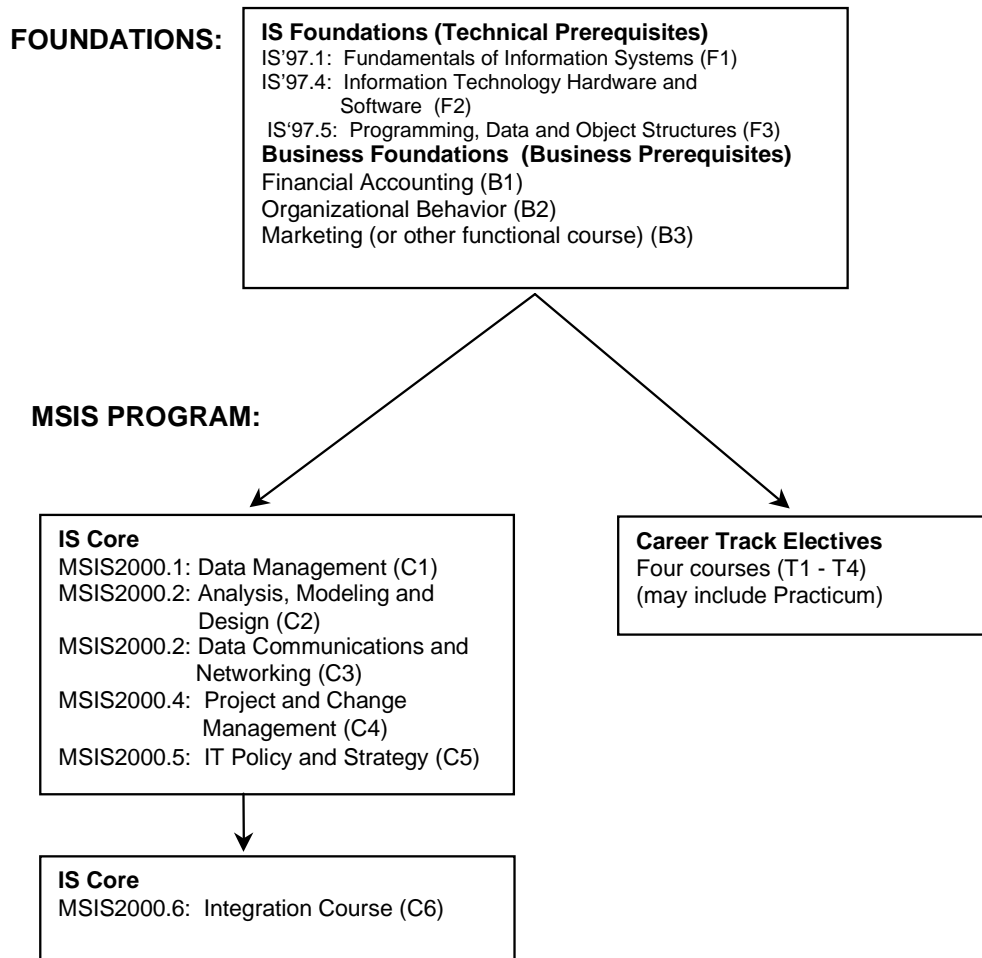 FOUNDATIONS:
IS Foundations (Technical Prerequisites)
IS’97.1: Fundamentals of Information Systems (F1)
IS’97.4: Information Technology Hardware and
Software (F2)
IS‘97.5: Programming, Data and Object Structures (F3)
Business Foundations (Business Prerequisites)
Financial Accounting (B1)
Organizational Behavior (B2)
Marketing (or other functional course) (B3)
MSIS PROGRAM:
IS Core
MSIS2000.1: Data Management (C1)
MSIS2000.2: Analysis, Modeling and
Design (C2)
MSIS2000.2: Data Communications and
Networking (C3)
MSIS2000.4: Project and Change
Management (C4)
MSIS2000.5: IT Policy and Strategy (C5)
Career Track Electives
Four courses (T1 - T4)
(may include Practicum)
IS Core
MSIS2000.6: Integration Course (C6)